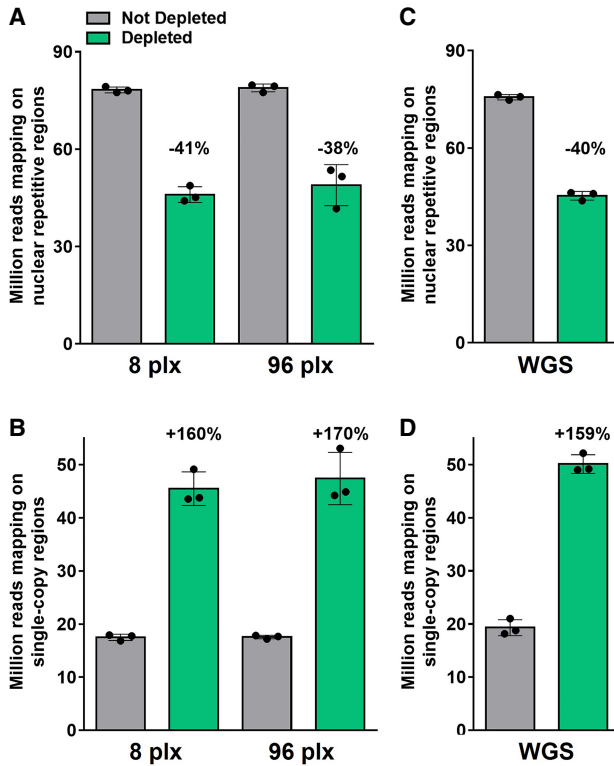 A
Not Depleted
Depleted
Million reads mapping on
nuclear repetitive regions
90
60
30
0
-41%
-38%
8 plx
96 plx
C
Million reads mapping on
nuclear repetitive regions
90
60
30
0
-40%
WGS
B
Million reads mapping on
single-copy regions
50
40
30
20
10
0
+160%
+170%
8 plx
96 plx
D
Million reads mapping on
single-copy regions
50
40
30
20
10
0
+159%
WGS